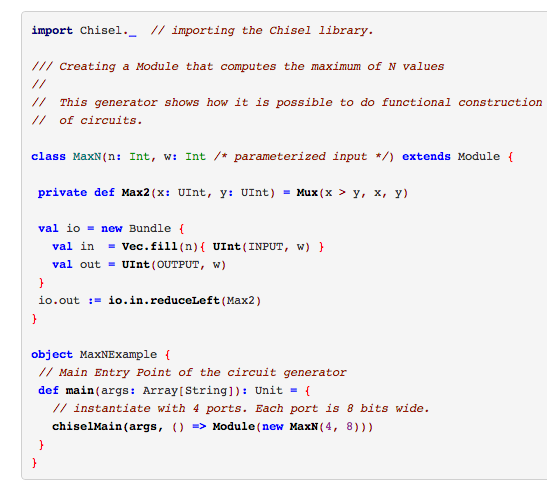 import Chisel._  // importing the Chisel library.

/// Creating a Module that computes the maximum of N values
//
//  This generator shows how it is possible to do functional construction
//  of circuits.

class MaxN(n: Int, w: Int /* parameterized input */) extends Module {

 private def Max2(x: UInt, y: UInt) = Mux(x > y, x, y)

 val io = new Bundle {
   val in  = Vec.fill(n){ UInt(INPUT, w) }
   val out = UInt(OUTPUT, w)
 }
 io.out := io.in.reduceLeft(Max2)
}

object MaxNExample {
 // Main Entry Point of the circuit generator
 def main(args: Array[String]): Unit = {
   // instantiate with 4 ports. Each port is 8 bits wide.
   chiselMain(args, () => Module(new MaxN(4, 8)))
 }
}